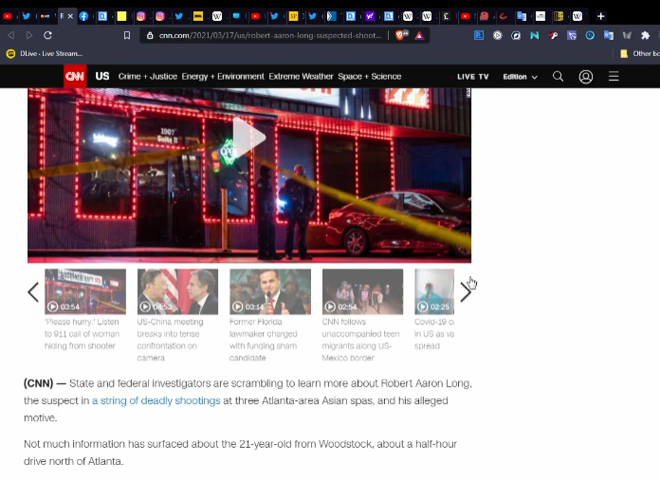 cnn.com/2021/03/17/us/robert-aaron-long-suspected-shoot...
DLive - Live Stream...
Other bo
CNN US Crime + Justice Energy + Environment Extreme Weather Space + Science LIVE TV Edition
1907
03:54
03:14
02:54
02:25
'Please hurry.' Listen
to 911 call of woman
hiding from shooter
US-China meeting
breaks into tense
confrontation on
camera
Former Florida
lawmaker charged
with funding sham
candidate
CNN follows
unaccompanied teen
migrants along US-
Mexico border
Covid-19 c
in US as va
spread
(CNN) — State and federal investigators are scrambling to learn more about Robert Aaron Long,
the suspect in a string of deadly shootings at three Atlanta-area Asian spas, and his alleged
motive.
Not much information has surfaced about the 21-year-old from Woodstock, about a half-hour
drive north of Atlanta.